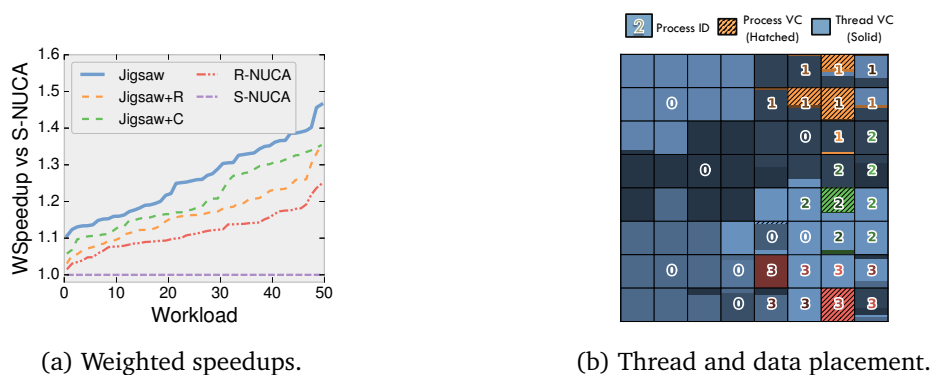 WSpeedup vs S-NUCA
1.6
1.5
1.4
1.3
1.2
1.1
1.0
Jigsaw
Jigsaw+R
Jigsaw+C
R-NUCA
S-NUCA
0 10 20 30 40 50
Workload
(a) Weighted speedups.
2 Process ID
Process VC
(Hatched)
Thread VC
(Solid)
1 1 1
0 1 1 1 1
0 1 2
0 2 2
2 2 2
0 0 2 2
0 0 3 3 3 3
0 3 3 3 3
(b) Thread and data placement.